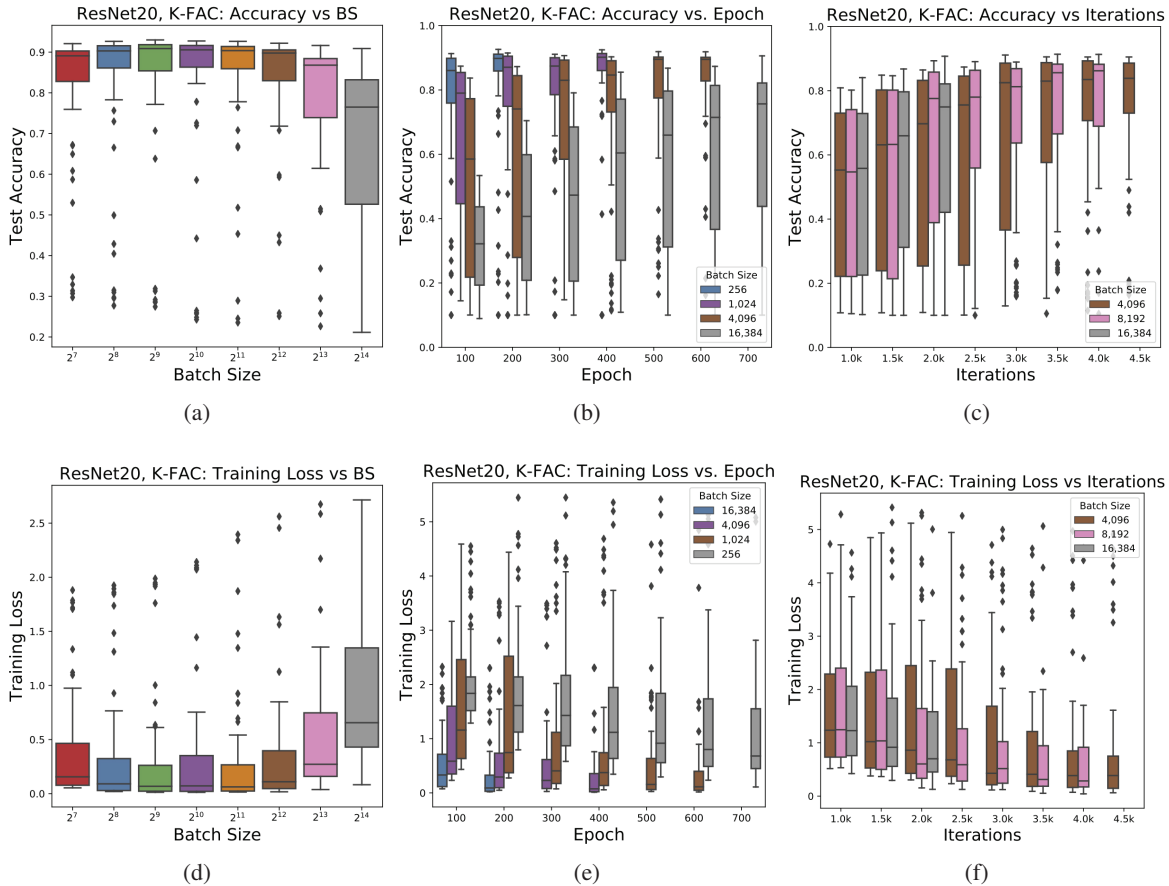 ResNet20, K-FAC: Accuracy vs BS
Test Accuracy
0.9
0.8
0.7
0.6
0.5
0.4
0.3
0.2
2^7 2^8 2^9 2^10 2^11 2^12 2^13 2^14
Batch Size
(a)
ResNet20, K-FAC: Accuracy vs. Epoch
Test Accuracy
1.0
0.8
0.6
0.4
0.2
0.0
Batch Size
256
1,024
4,096
16,384
100 200 300 400 500 600 700
Epoch
(b)
ResNet20, K-FAC: Accuracy vs Iterations
Test Accuracy
1.0
0.8
0.6
0.4
0.2
0.0
Batch Size
4,096
8,192
16,384
1.0k 1.5k 2.0k 2.5k 3.0k 3.5k 4.0k 4.5k
Iterations
(c)
ResNet20, K-FAC: Training Loss vs BS
Training Loss
2.5
2.0
1.5
1.0
0.5
0.0
2^7 2^8 2^9 2^10 2^11 2^12 2^13 2^14
Batch Size
(d)
ResNet20, K-FAC: Training Loss vs. Epoch
Training Loss
5
4
3
2
1
0
Batch Size
16,384
4,096
1,024
256
100 200 300 400 500 600 700
Epoch
(e)
ResNet20, K-FAC: Training Loss vs Iterations
Training Loss
5
4
3
2
1
0
Batch Size
4,096
8,192
16,384
1.0k 1.5k 2.0k 2.5k 3.0k 3.5k 4.0k 4.5k
Iterations
(f)